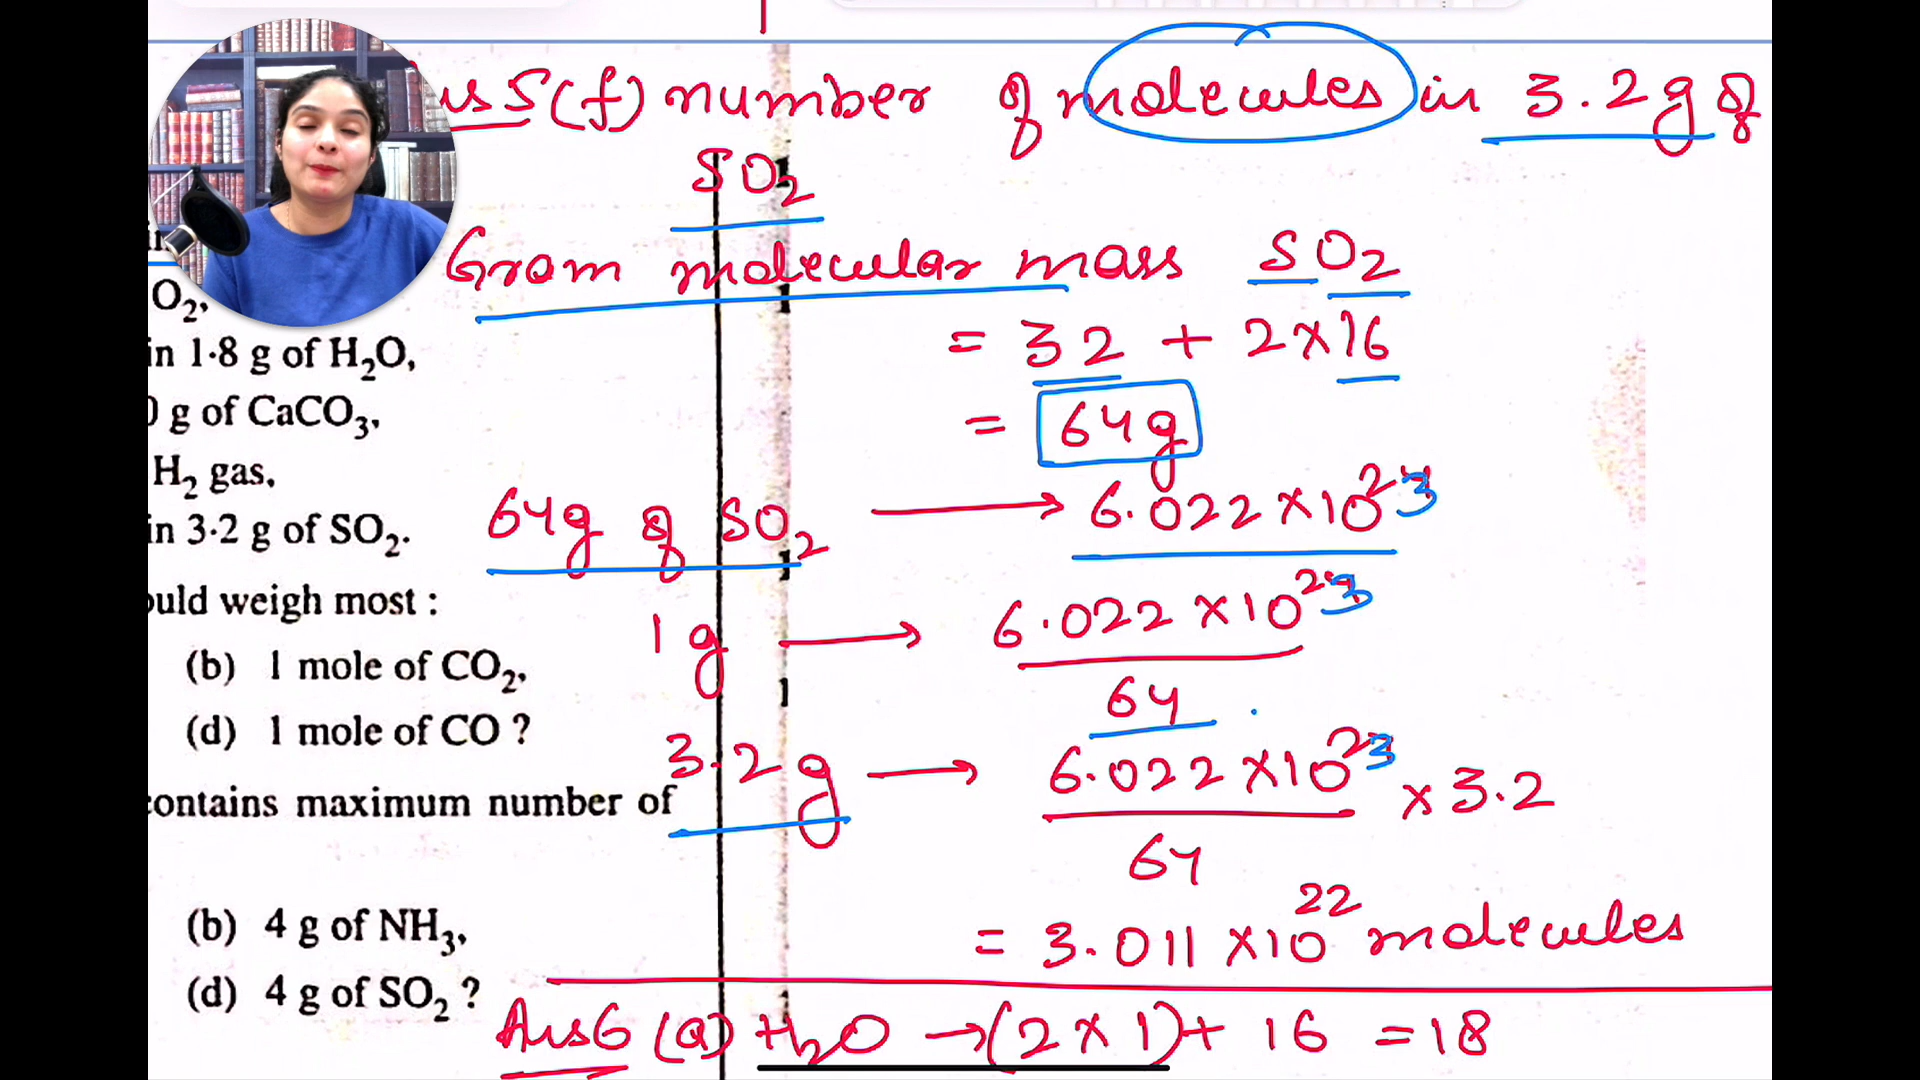 Ans 5(f) number of molecules in 3.2g of
SO2
Gram molecular mass SO2
= 32 + 2×16
= 64g
64g of SO2 → 6.022×10^23
1g → 6.022×10^23 / 64
3.2g → 6.022×10^23 / 64 × 3.2
= 3.011×10^22 molecules
Ans6 (a) H2O → (2×1)+ 16 = 18
in
O2,
in 1·8 g of H2O,
g of CaCO3,
H2 gas.
in 3·2 g of SO2.
ould weigh most :
(b) 1 mole of CO2,
(d) 1 mole of CO ?
contains maximum number of
(b) 4 g of NH3,
(d) 4 g of SO2 ?